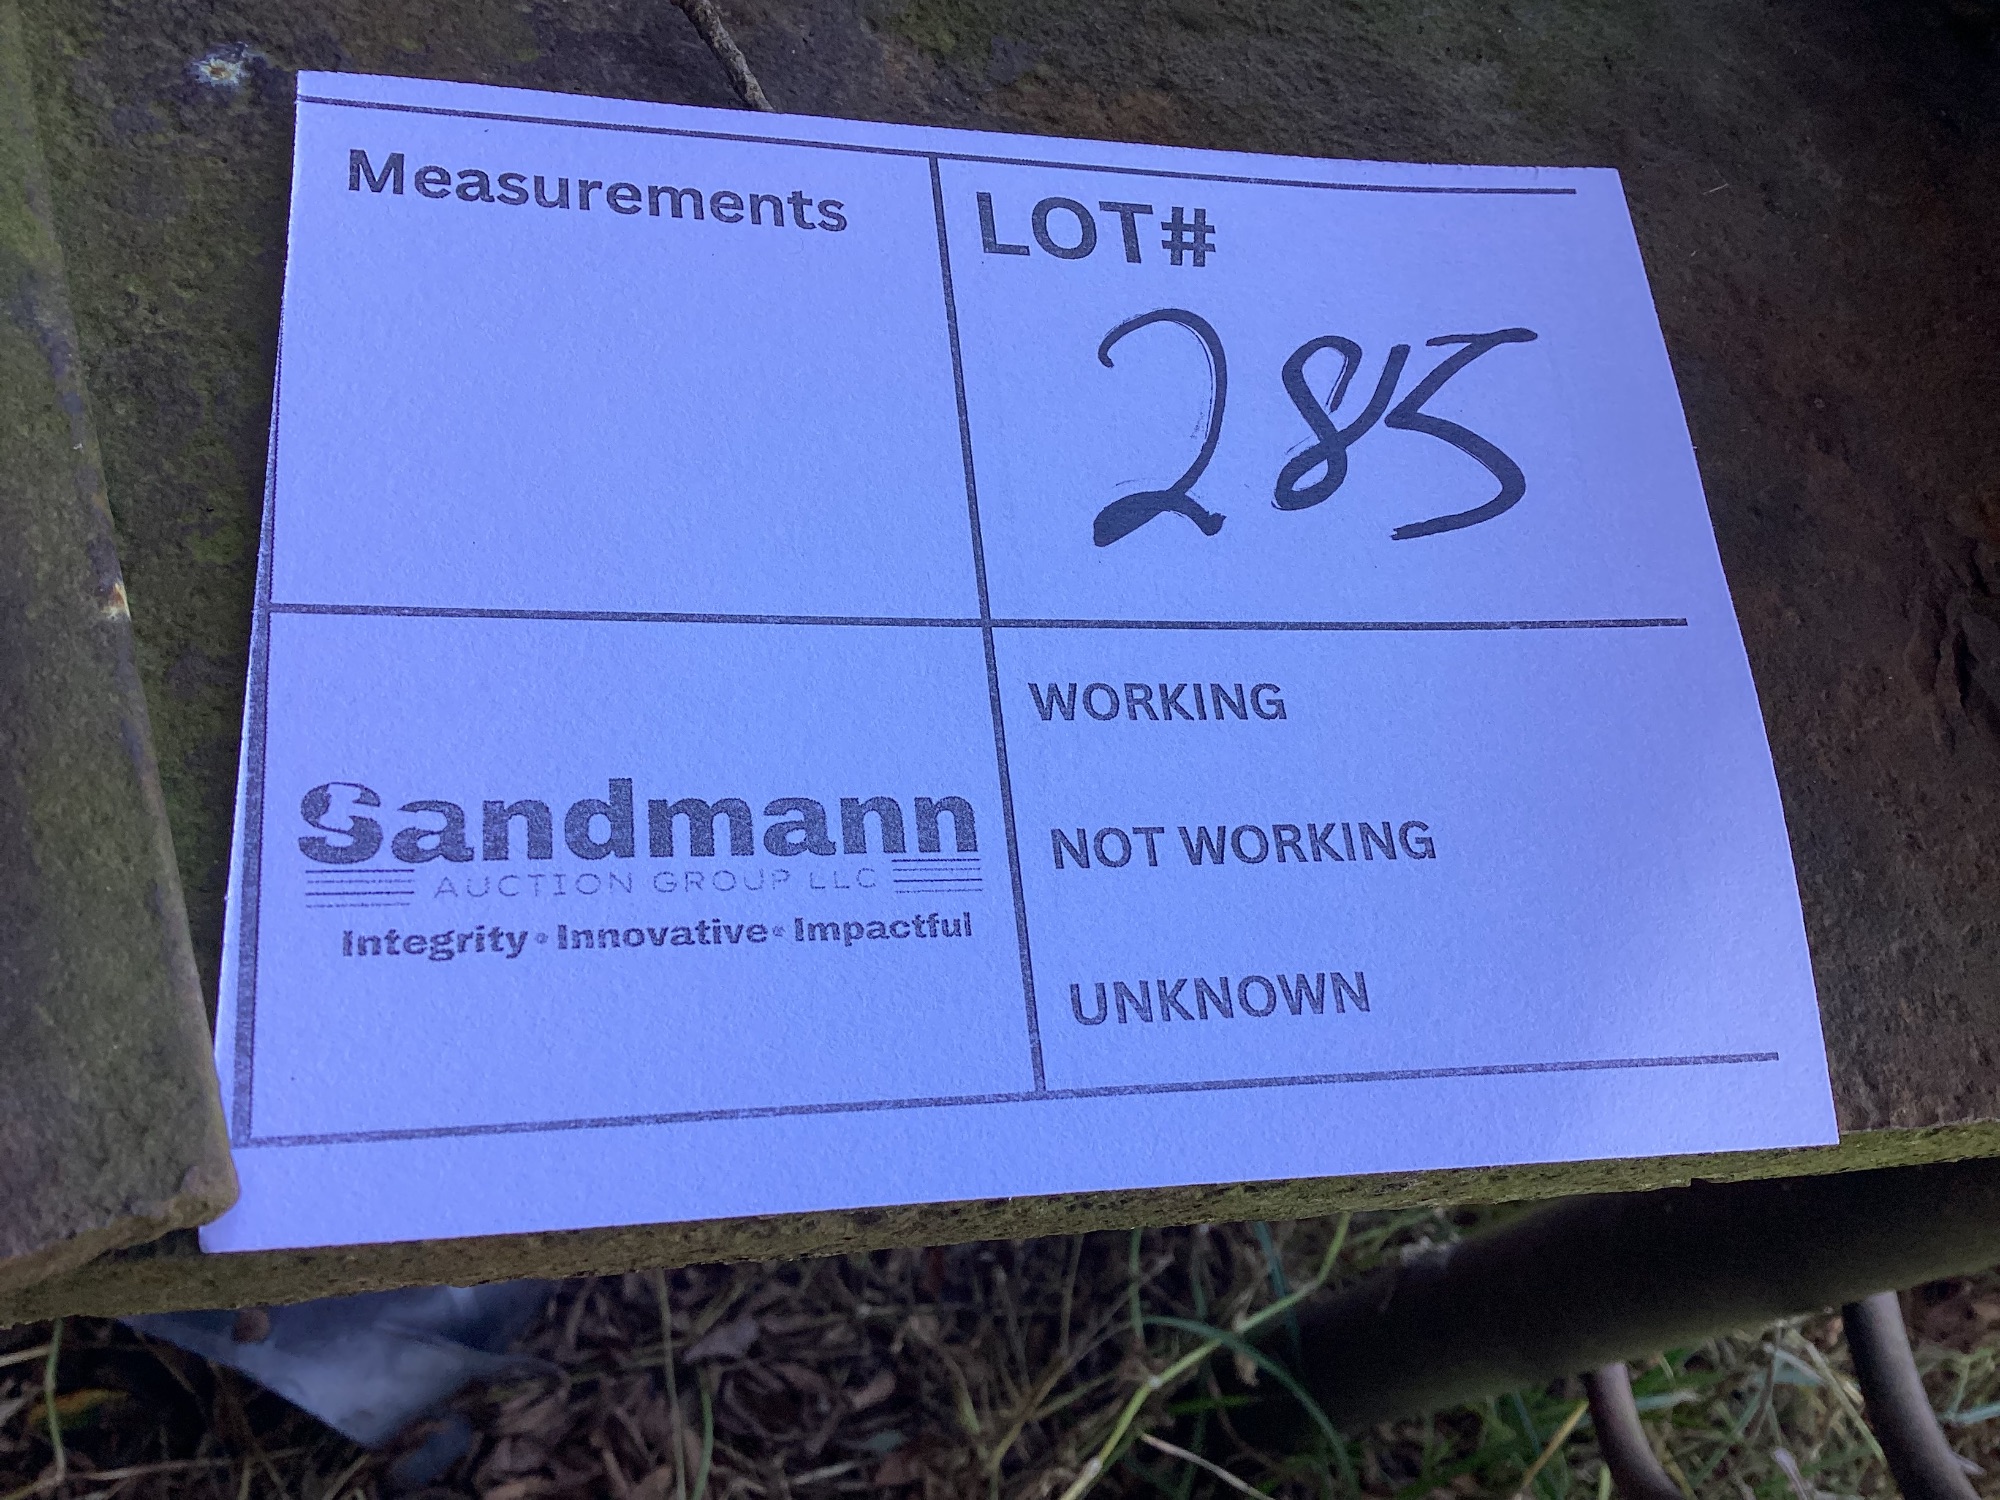 Measurements
LOT#
285
WORKING
NOT WORKING
UNKNOWN
Sandmann
AUCTION GROUP LLC
Integrity • Innovative • Impactful